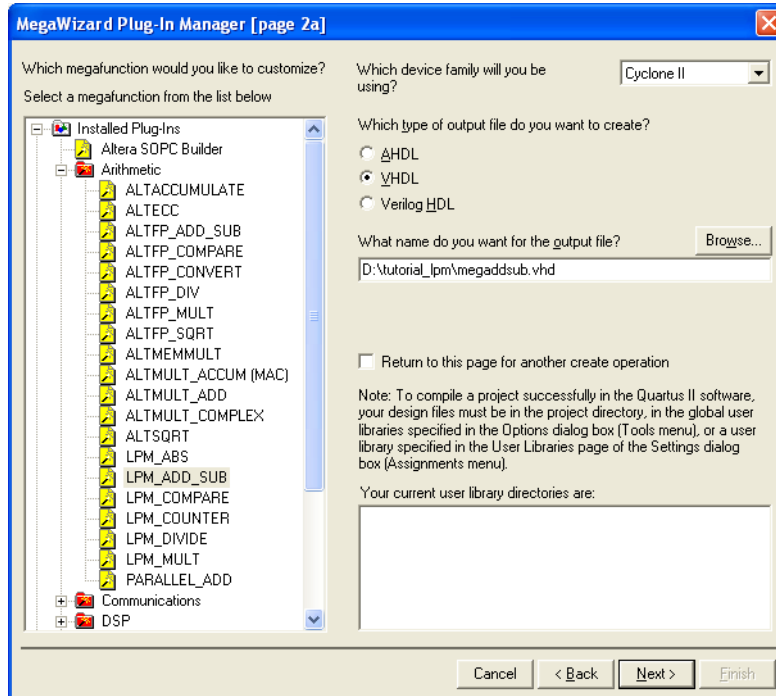 MegaWizard Plug-In Manager [page 2a]
Which megafunction would you like to customize?
Select a megafunction from the list below
Installed Plug-Ins
Altera SOPC Builder
Arithmetic
ALTACCUMULATE
ALTECC
ALTFP_ADD_SUB
ALTFP_COMPARE
ALTFP_CONVERT
ALTFP_DIV
ALTFP_MULT
ALTFP_SQRT
ALTMEMMULT
ALTMULT_ACCUM (MAC)
ALTMULT_ADD
ALTMULT_COMPLEX
ALTSQRT
LPM_ABS
LPM_ADD_SUB
LPM_COMPARE
LPM_COUNTER
LPM_DIVIDE
LPM_MULT
PARALLEL_ADD
Communications
DSP
Which device family will you be
using?
Cyclone II
Which type of output file do you want to create?
AHDL
VHDL
Verilog HDL
What name do you want for the output file?
Browse...
D:\tutorial_lpm\megaddsub.vhd
Return to this page for another create operation
Note: To compile a project successfully in the Quartus II software,
your design files must be in the project directory, in the global user
libraries specified in the Options dialog box (Tools menu), or a user
library specified in the User Libraries page of the Settings dialog
box (Assignments menu).
Your current user library directories are:
Cancel
< Back
Next >
Finish